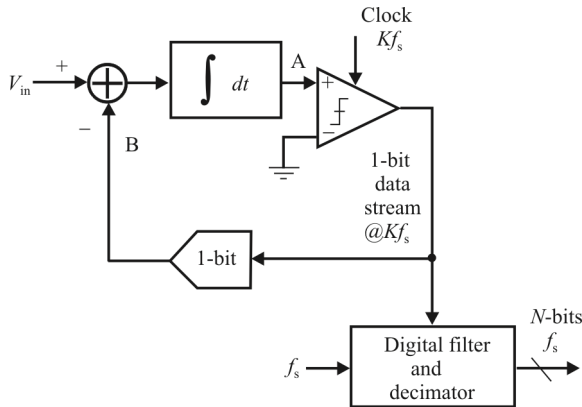 Clock
Kfs
+
A
Vin
∫ dt
+
−
−
B
1-bit
data
stream
@Kfs
1-bit
N-bits
fs
Digital filter
and
decimator
fs